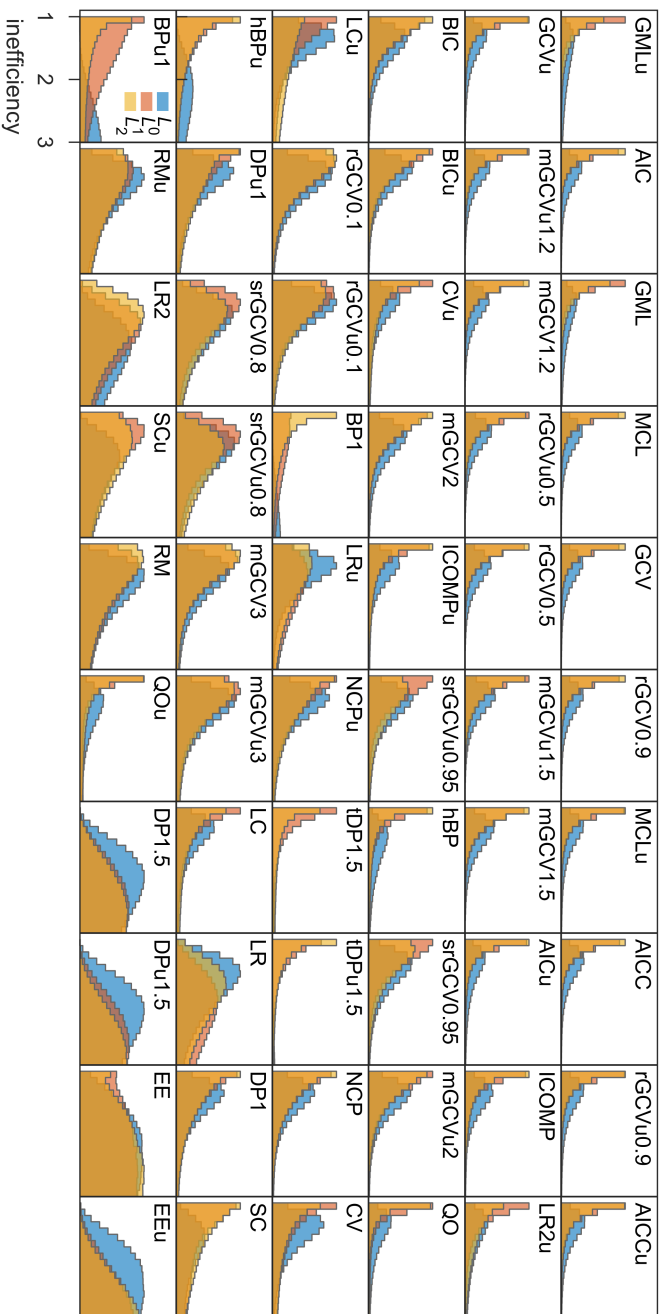 GMLu AIC GML MCL GCV rGCV0.9 MCLu AICC rGCVu0.9 AICCu
GCVu mGCVu1.2 mGCV1.2 rGCVu0.5 rGCV0.5 mGCVu1.5 mGCV1.5 AICu ICOMP LR2u
BIC BICu CVu mGCV2 ICOMPu srGCVu0.95 hBP srGCV0.95 mGCVu2 QO
LCu rGCV0.1 rGCVu0.1 BP1 LRu NCPu tDP1.5 tDPu1.5 NCP CV
hBPu DPu1 srGCV0.8 srGCVu0.8 mGCV3 mGCVu3 LC LR DP1 SC
BPu1 RMu LR2 SCu RM QOu DP1.5 DPu1.5 EE EEu
L0
L1
L2
1 2 3
inefficiency